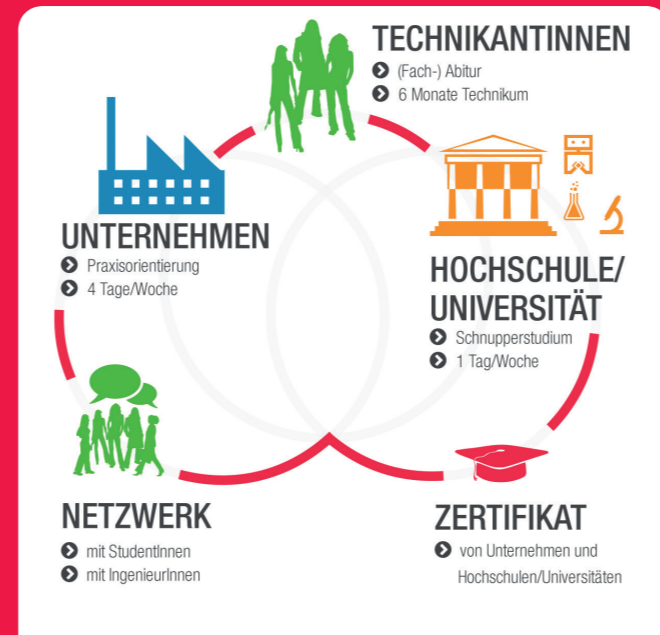 TECHNIKANTINNEN
(Fach-) Abitur
6 Monate Technikum
UNTERNEHMEN
Praxisorientierung
4 Tage/Woche
HOCHSCHULE/
UNIVERSITÄT
Schnupperstudium
1 Tag/Woche
NETZWERK
mit StudentInnen
mit IngenieurInnen
ZERTIFIKAT
von Unternehmen und
Hochschulen/Universitäten